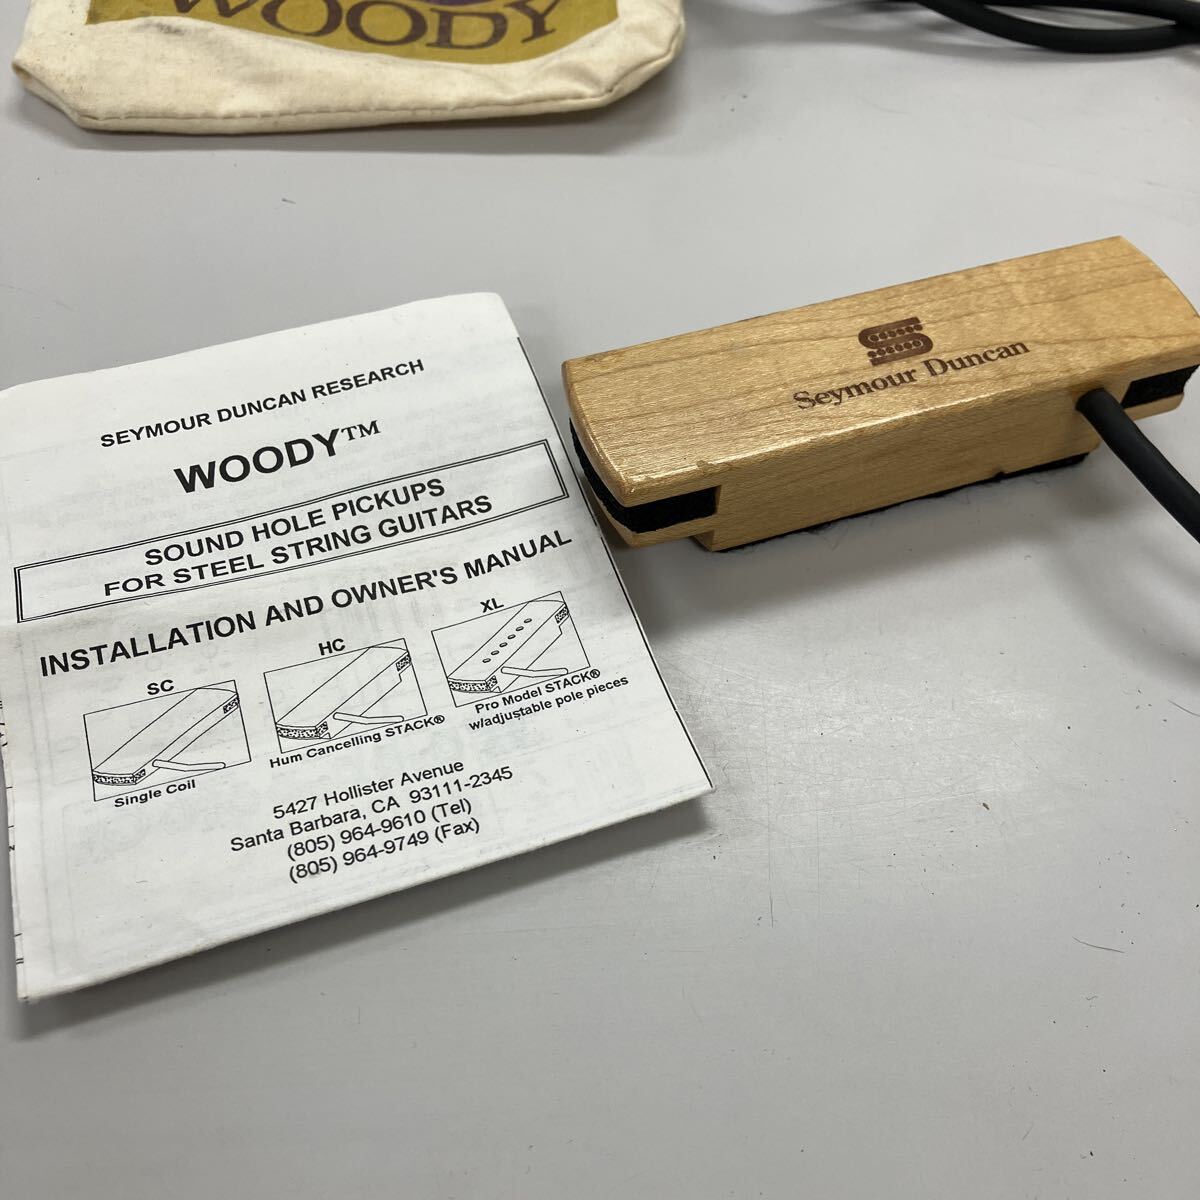 WOODY
SEYMOUR DUNCAN RESEARCH
WOODY™
SOUND HOLE PICKUPS
FOR STEEL STRING GUITARS
INSTALLATION AND OWNER'S MANUAL
SC
HC
XL
Single Coil
Hum Cancelling STACK®
Pro Model STACK®
w/adjustable pole pieces
5427 Hollister Avenue
Santa Barbara, CA 93111-2345
(805) 964-9610 (Tel)
(805) 964-9749 (Fax)
Seymour Duncan